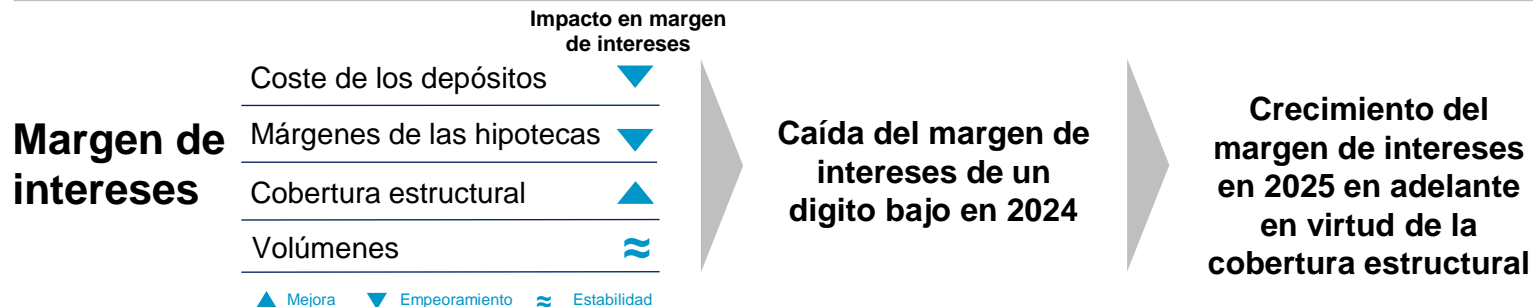 Impacto en margen
de intereses
Margen de
intereses
Coste de los depósitos ▼
Márgenes de las hipotecas ▼
Cobertura estructural ▲
Volúmenes ≈
▲ Mejora ▼ Empeoramiento ≈ Estabilidad
Caída del margen de
intereses de un
digito bajo en 2024
Crecimiento del
margen de intereses
en 2025 en adelante
en virtud de la
cobertura estructural